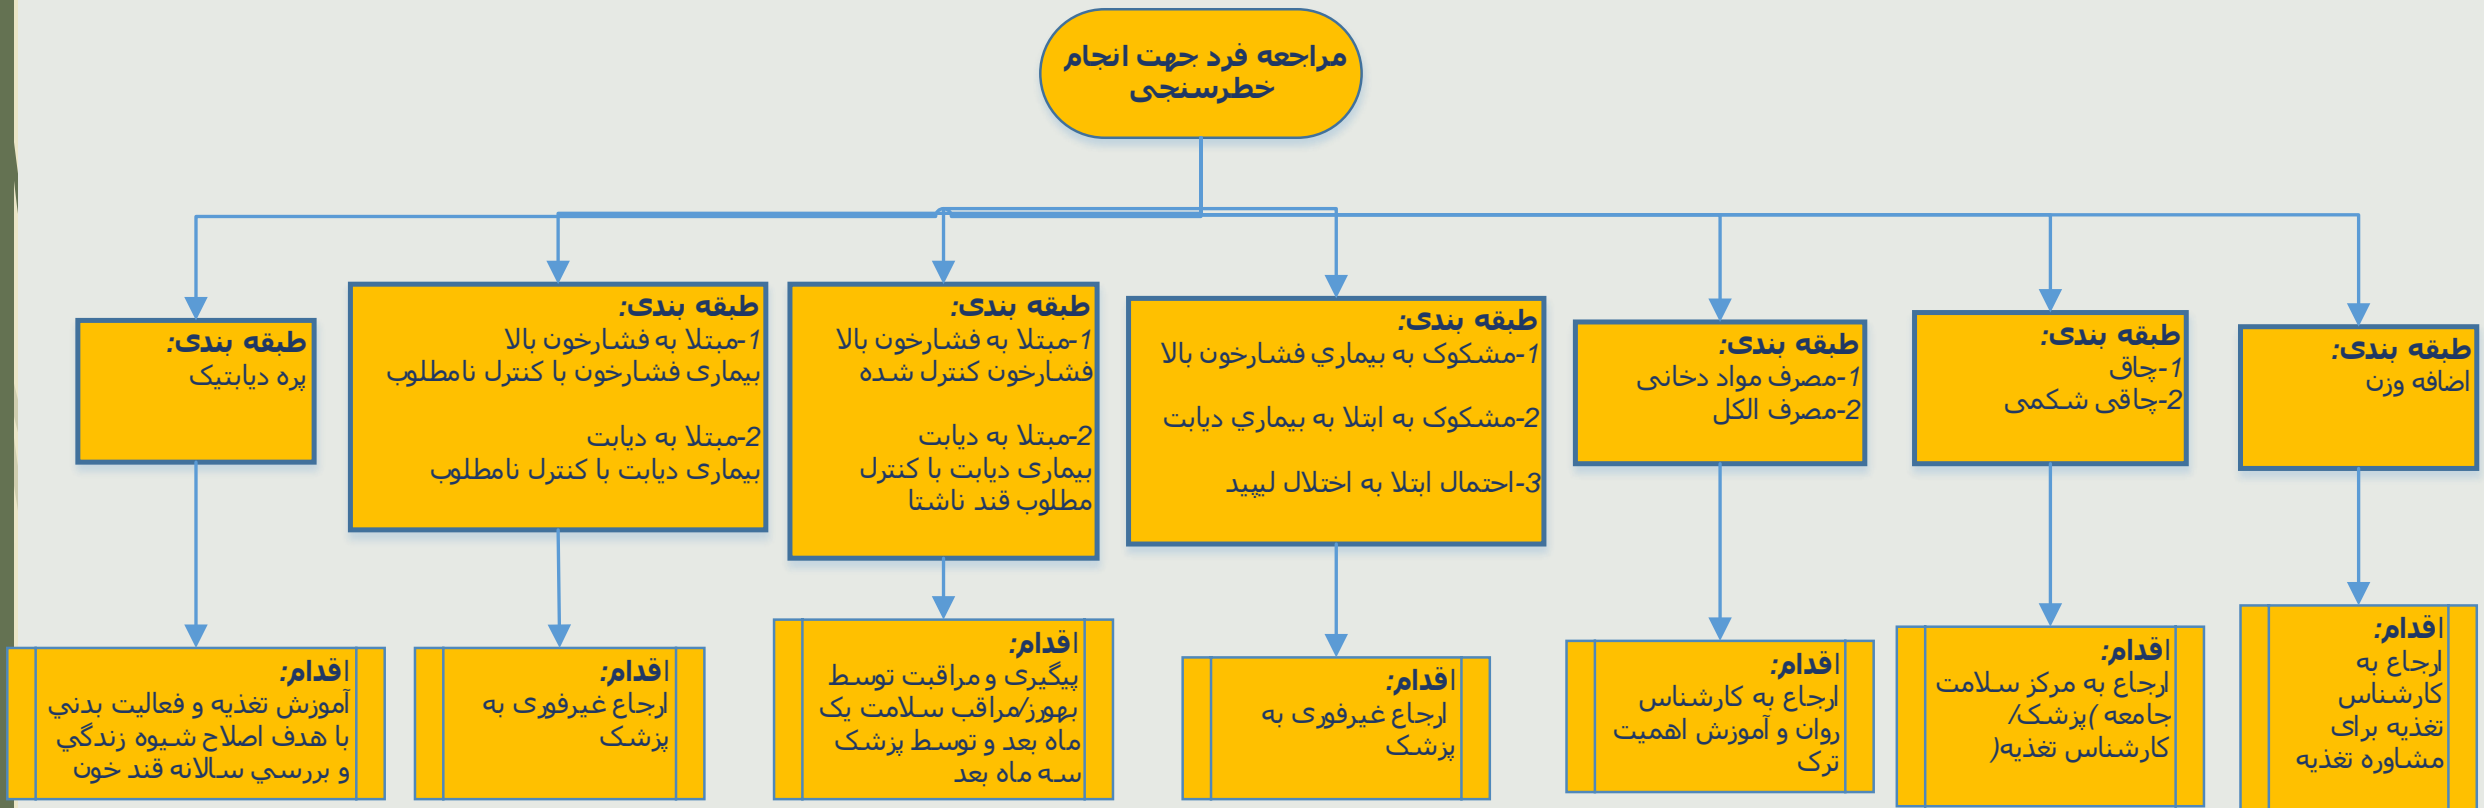 مراجعه فرد جهت انجام
خطرسنجی
طبقه بندی:
اضافه وزن
طبقه بندی:
1-چاق
2-چاقی شکمی
طبقه بندی:
1-مصرف مواد دخانی
2-مصرف الکل
طبقه بندی:
1-مشکوک به بیماري فشارخون بالا
2-مشکوک به ابتلا به بیماري دیابت
3-احتمال ابتلا به اختلال لیپید
طبقه بندی:
1-مبتلا به فشارخون بالا
فشارخون کنترل شده
2-مبتلا به دیابت
بیماری دیابت با کنترل
مطلوب قند ناشتا
طبقه بندی:
1-مبتلا به فشارخون بالا
بیماری فشارخون با کنترل نامطلوب
2-مبتلا به دیابت
بیماری دیابت با کنترل نامطلوب
طبقه بندی:
پره دیابتیک
اقدام:
ارجاع به
کارشناس
تغذیه برای
مشاوره تغذیه
اقدام:
ارجاع به مرکز سلامت
جامعه )پزشک/
کارشناس تغذیه(
اقدام:
ارجاع به کارشناس
روان و آموزش اهمیت
ترک
اقدام:
ارجاع غیرفوری به
پزشک
اقدام:
پیگیری و مراقبت توسط
بهورز/مراقب سلامت یک
ماه بعد و توسط پزشک
سه ماه بعد
اقدام:
ارجاع غیرفوری به
پزشک
اقدام:
آموزش تغذیه و فعالیت بدني
با هدف اصلاح شیوه زندگي
و بررسي سالانه قند خون